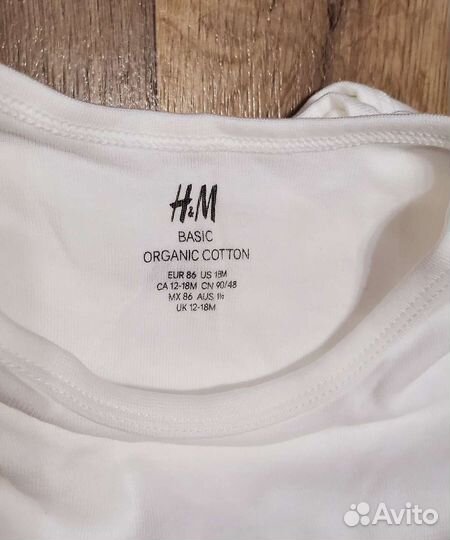 H&M
BASIC
ORGANIC COTTON
EUR 86 US 18M
CA 12-18M CN 90/48
MX 86 AUS 1½
UK 12-18M
Avito